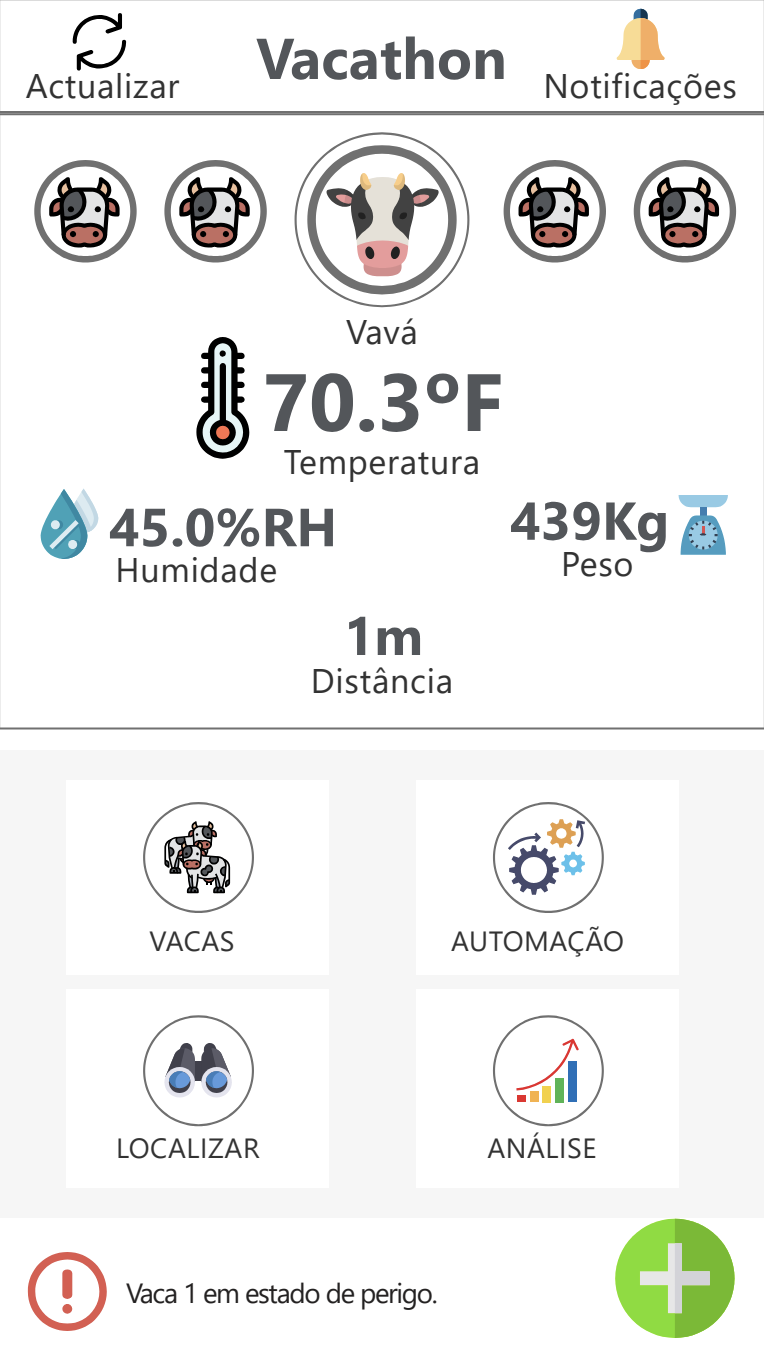 Vacathon
Actualizar
Notificações
Vavá
70.3ºF
Temperatura
45.0%RH
Humidade
439Kg
Peso
1m
Distância
VACAS
AUTOMAÇÃO
LOCALIZAR
ANÁLISE
Vaca 1 em estado de perigo.